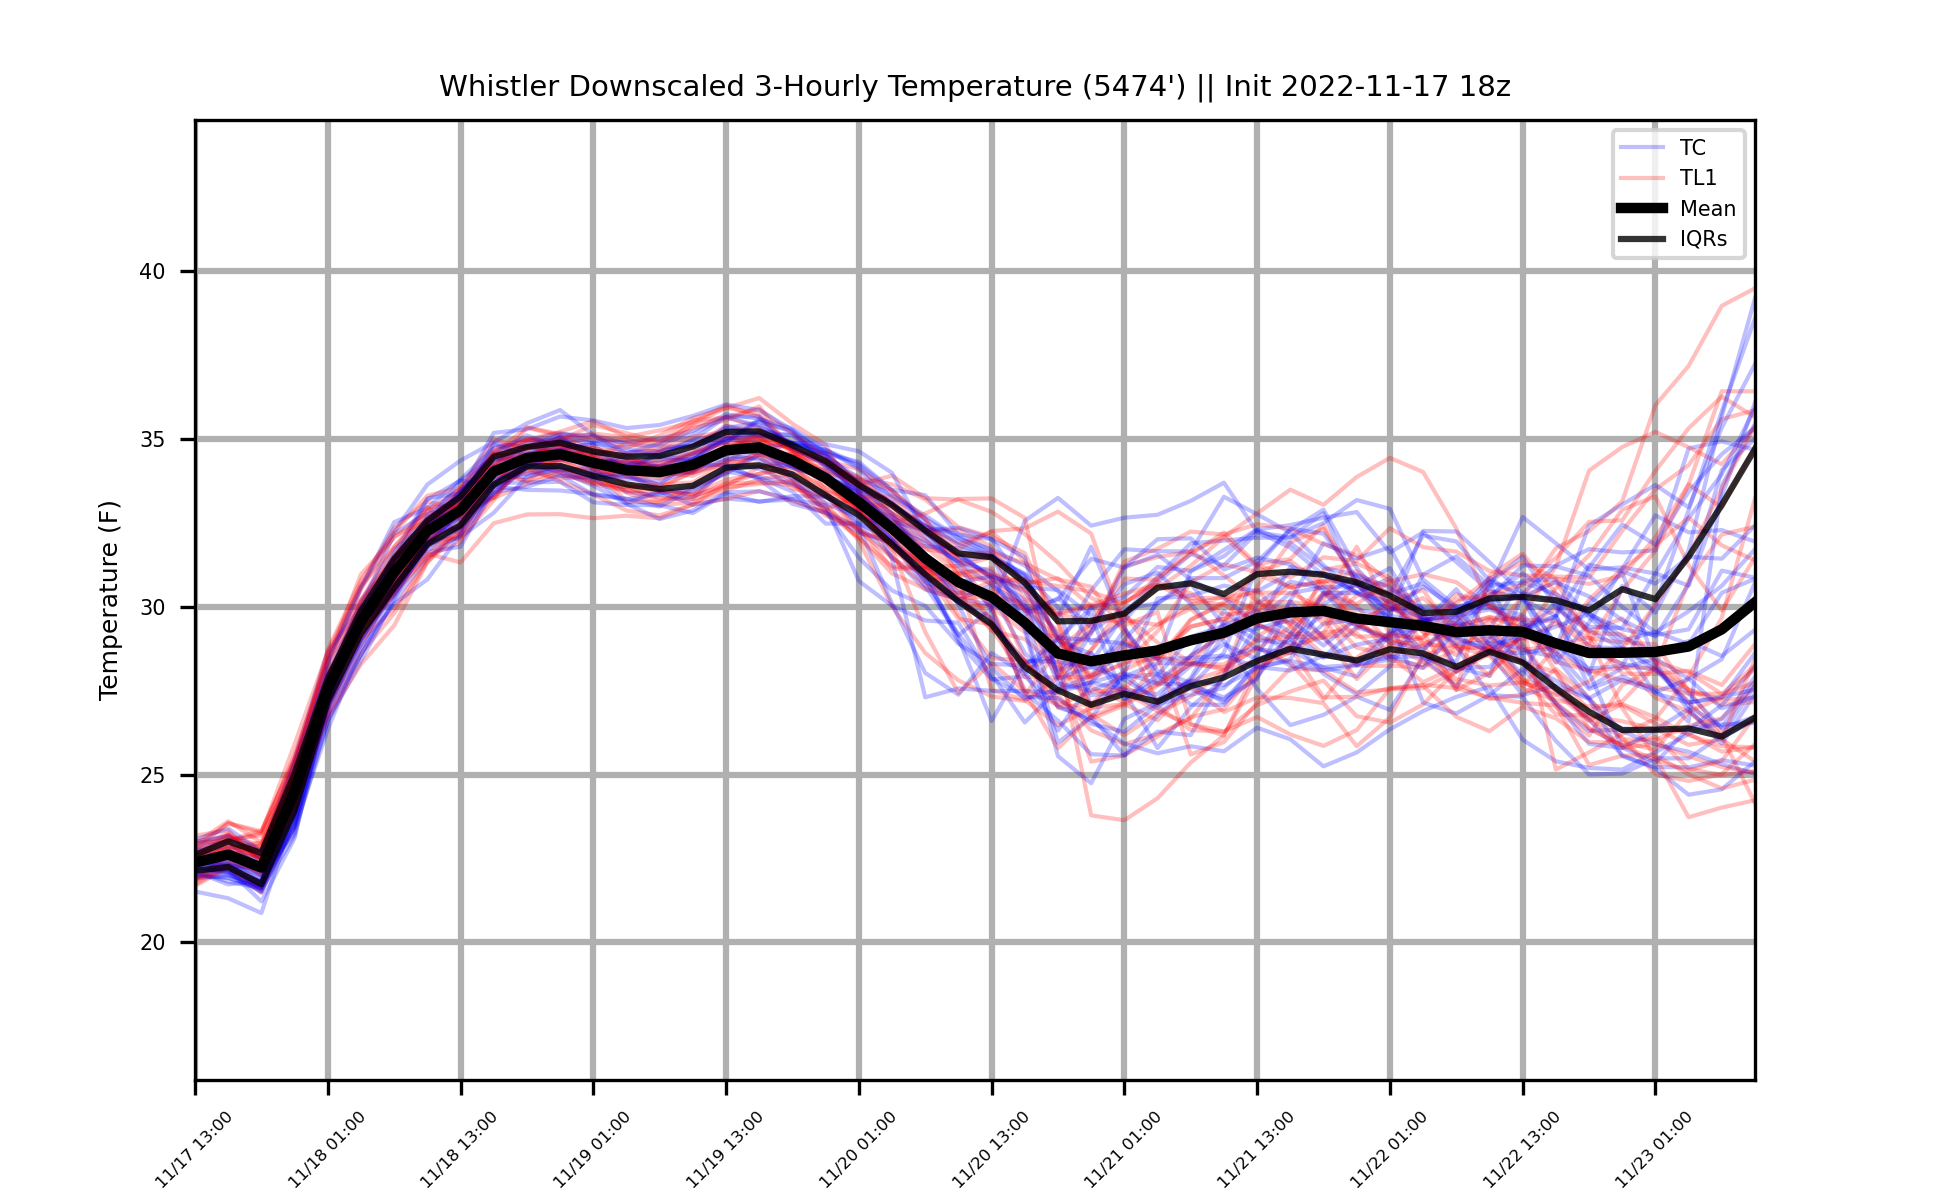 Whistler Downscaled 3-Hourly Temperature (5474') || Init 2022-11-17 18z
TC
TL1
Mean
IQRs
Temperature (F)
40
35
30
25
20
11/17 13:00
11/18 01:00
11/18 13:00
11/19 01:00
11/19 13:00
11/20 01:00
11/20 13:00
11/21 01:00
11/21 13:00
11/22 01:00
11/22 13:00
11/23 01:00